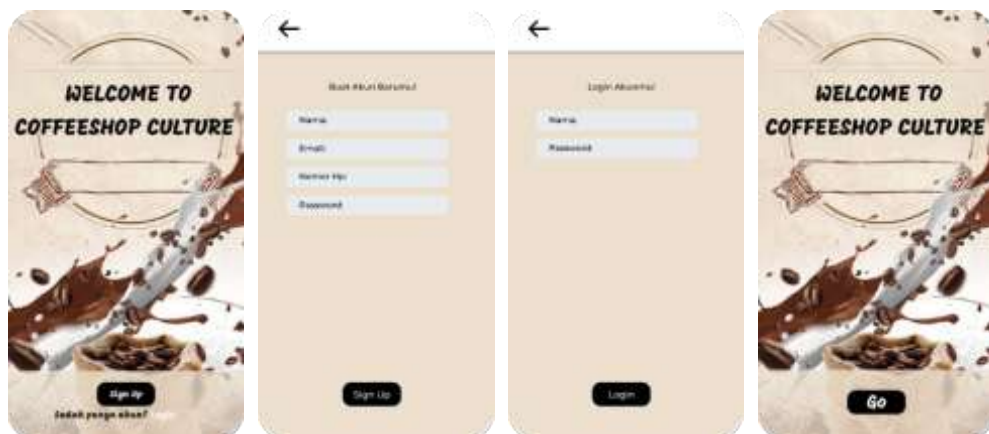 WELCOME TO
COFFEESHOP CULTURE
Sign Up
Sudah punya akun?
Buat Akun Barumu!
Nama
Email
Nomor Hp
Password
Sign Up
Login Akunmu!
Nama
Password
Login
WELCOME TO
COFFEESHOP CULTURE
Go